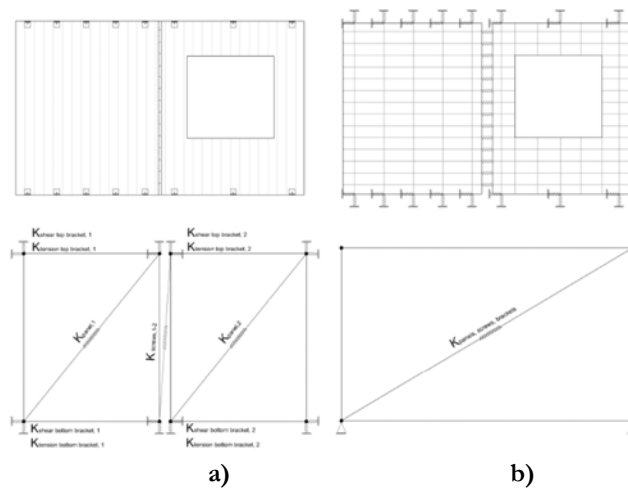 Kshear top bracket, 1
Ktension top bracket, 1
Kshear top bracket, 2
Ktension top bracket, 2
Kpanel,1
Kscrews, 1-2
Kpanel,2
Kpanels, screws, brackets
Kshear bottom bracket, 1
Ktension bottom bracket, 1
Kshear bottom bracket, 2
Ktension bottom bracket, 2
a)
b)